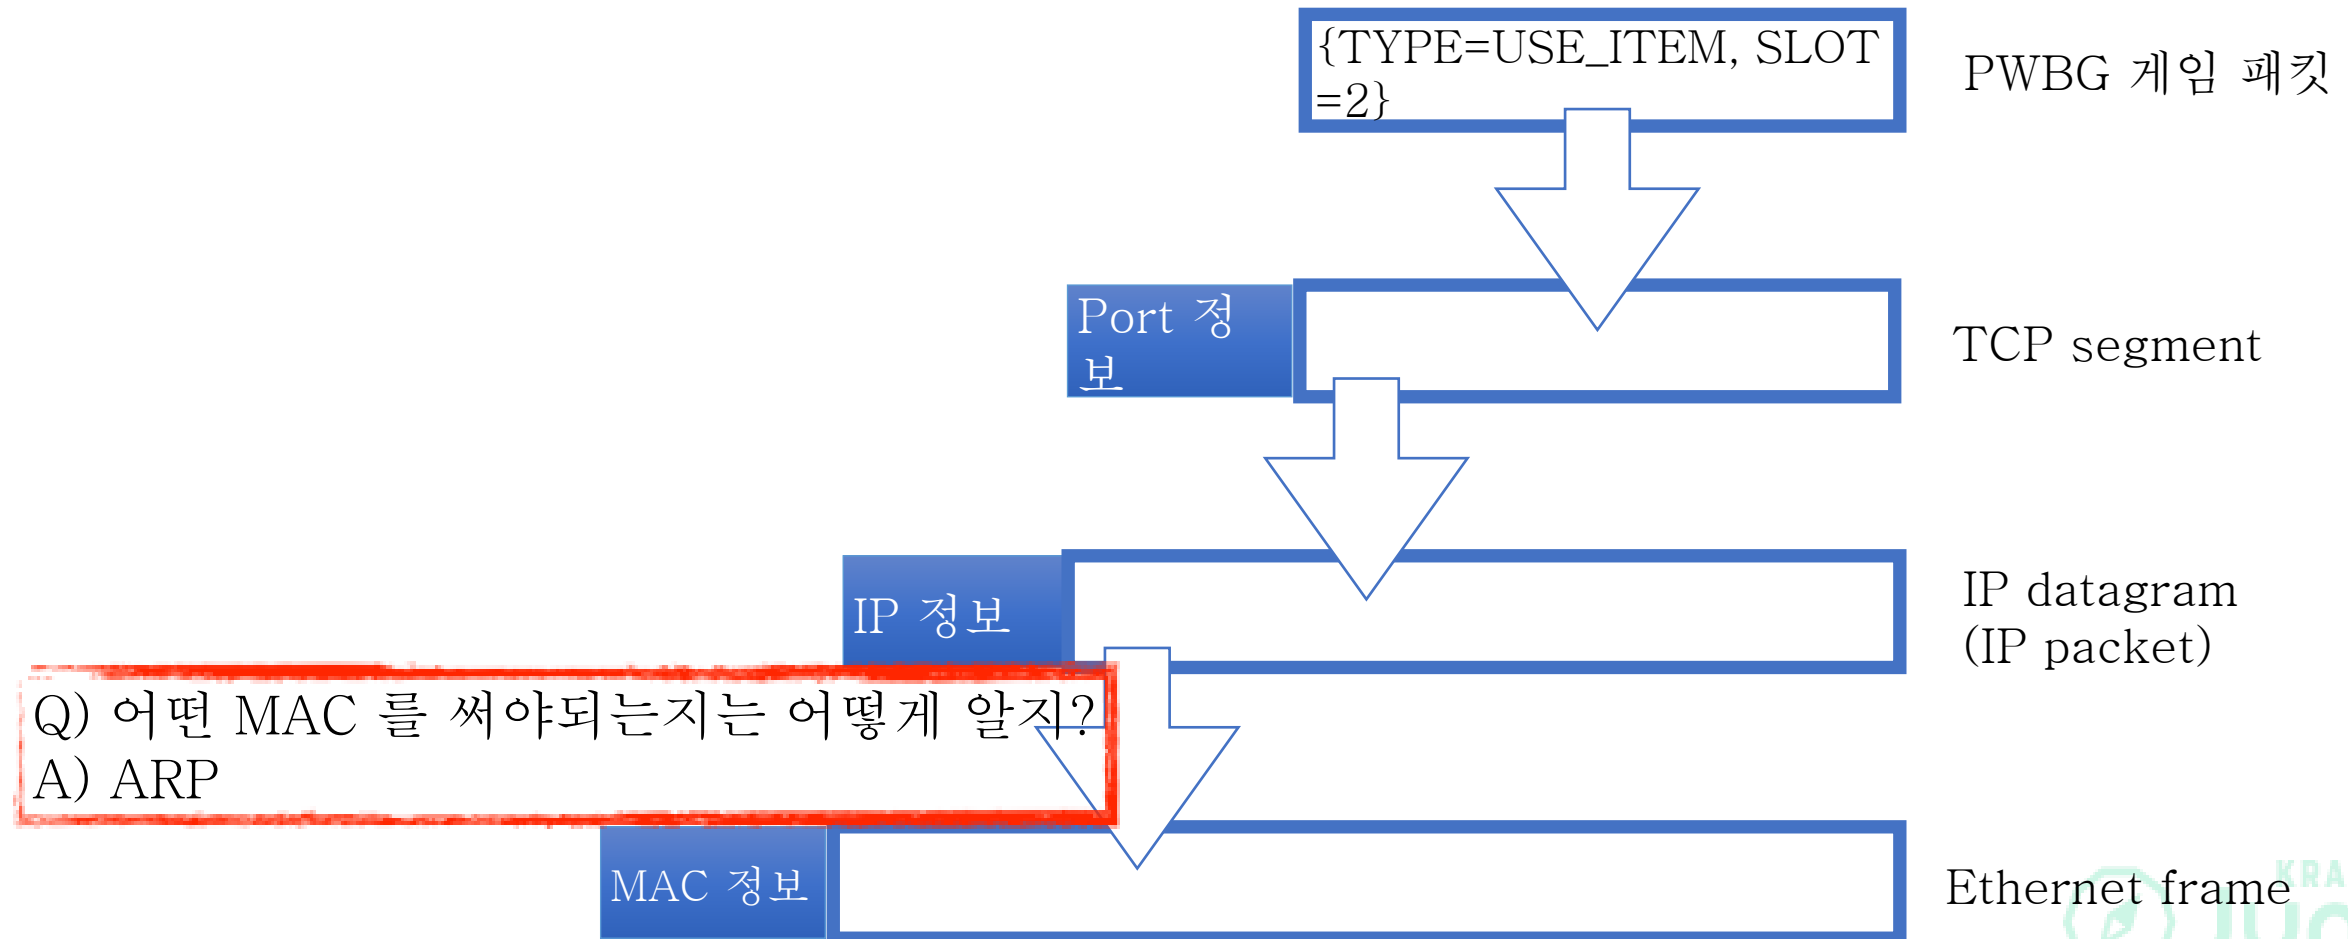 {TYPE=USE_ITEM, SLOT
=2}
PWBG 게임 패킷
Port 정
보
TCP segment
IP 정보
IP datagram
(IP packet)
Q) 어떤 MAC 를 써야되는지는 어떻게 알지?
A) ARP
MAC 정보
Ethernet frame
KRA